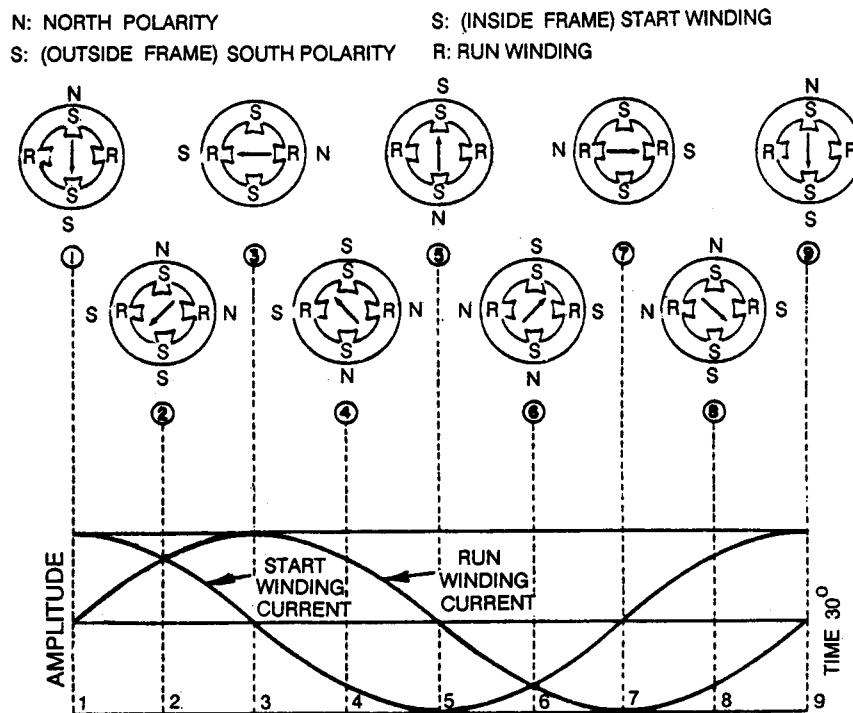 N: NORTH POLARITY
S: (INSIDE FRAME) START WINDING
S: (OUTSIDE FRAME) SOUTH POLARITY
R: RUN WINDING
N S
S S S S N
R R S R R N R R N R R S R R
S S S S S
S N S
① ③ ⑤ ⑦ ⑨
N S S N
S S S S
S R R N R R N N R R S N R R S
S S S S
S N N S
② ④ ⑥ ⑧
START
WINDING
CURRENT
RUN
WINDING
CURRENT
AMPLITUDE
TIME 30°
1 2 3 4 5 6 7 8 9